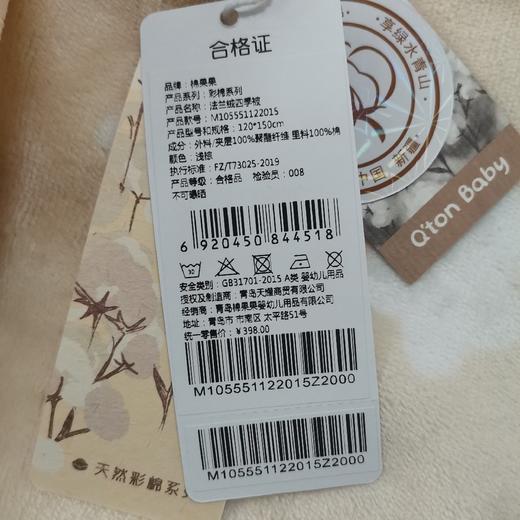 合格证
品牌：棉果果
产品系列：彩棉系列
产品名称：法兰绒四季被
产品款号：M105551122015
产品型号和规格：120*150cm
成分：外料/夹层100%聚酯纤维 里料100%棉
颜色：浅棕
执行标准：FZ/T73025-2019
产品等级：合格品 检验员：008
不可曝晒
6 920450 844518
安全类别：GB31701-2015 A类 婴幼儿用品
授权及制造商：青岛天耀商贸有限公司
经销商：青岛棉果果婴幼儿用品有限公司
地址：青岛市 市南区 太平路51号
统一零售价：￥398.00
M105551122015Z2000
M105551122015Z2000
享绿水青山
中国 新疆
Q'ton Baby
天然彩棉系